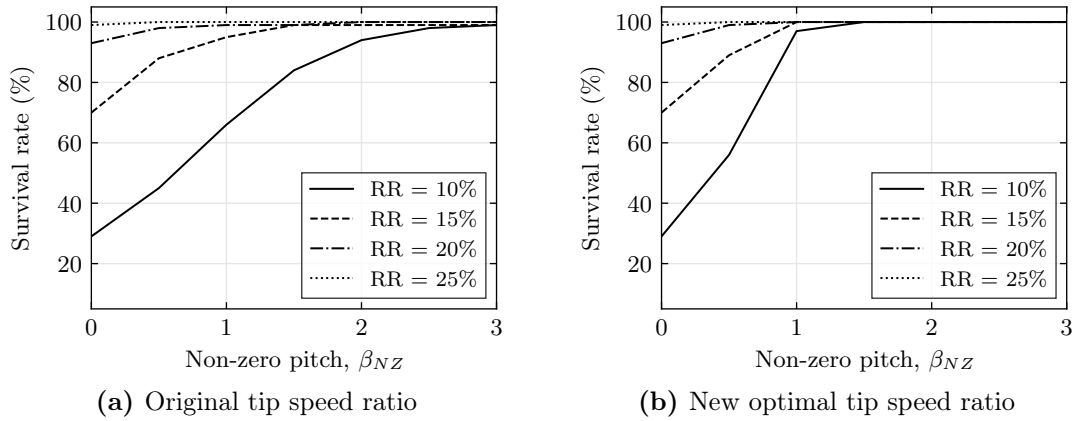 100
80
60
40
20
Survival rate (%)
RR = 10%
RR = 15%
RR = 20%
RR = 25%
0 1 2 3
Non-zero pitch, β_NZ
(a) Original tip speed ratio
100
80
60
40
20
Survival rate (%)
RR = 10%
RR = 15%
RR = 20%
RR = 25%
0 1 2 3
Non-zero pitch, β_NZ
(b) New optimal tip speed ratio